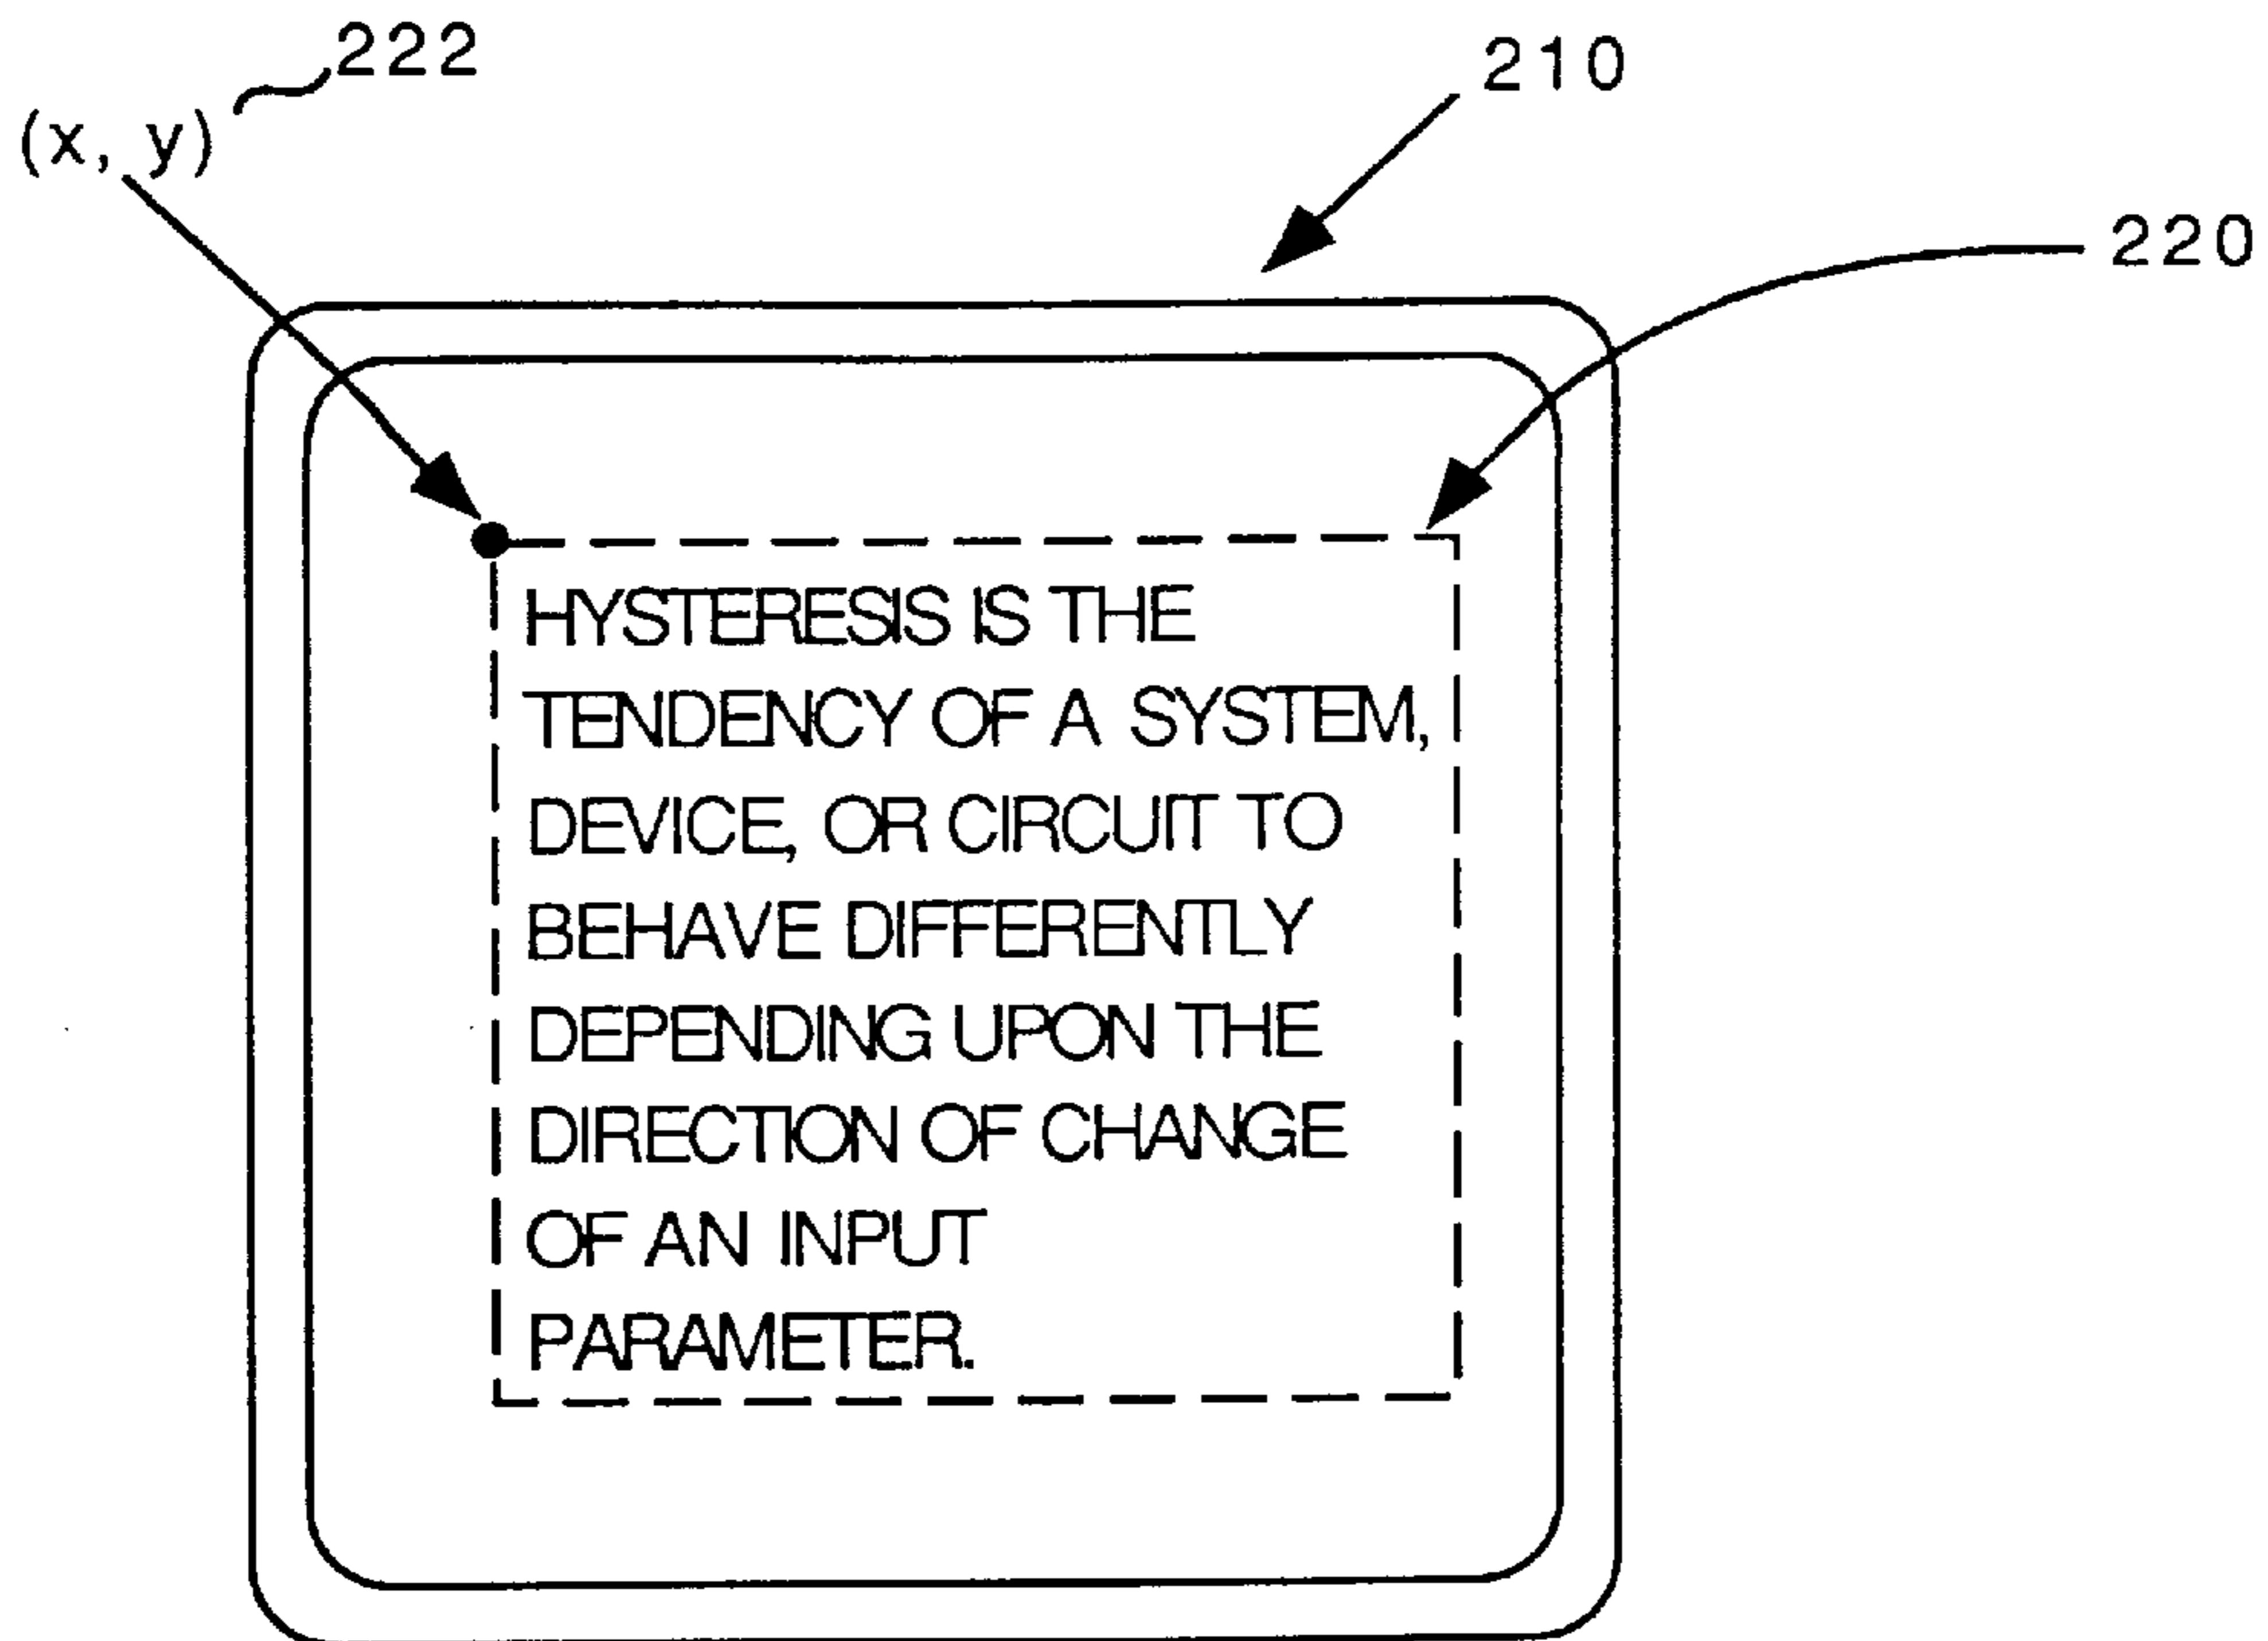 222
210
(x, y)
220
HYSTERESIS IS THE
TENDENCY OF A SYSTEM,
DEVICE, OR CIRCUIT TO
BEHAVE DIFFERENTLY
DEPENDING UPON THE
DIRECTION OF CHANGE
OF AN INPUT
PARAMETER.